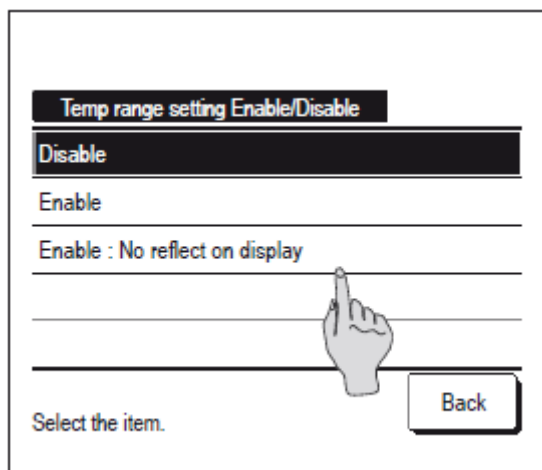 Temp range setting Enable/Disable
Disable
Enable
Enable : No reflect on display
Back
Select the item.